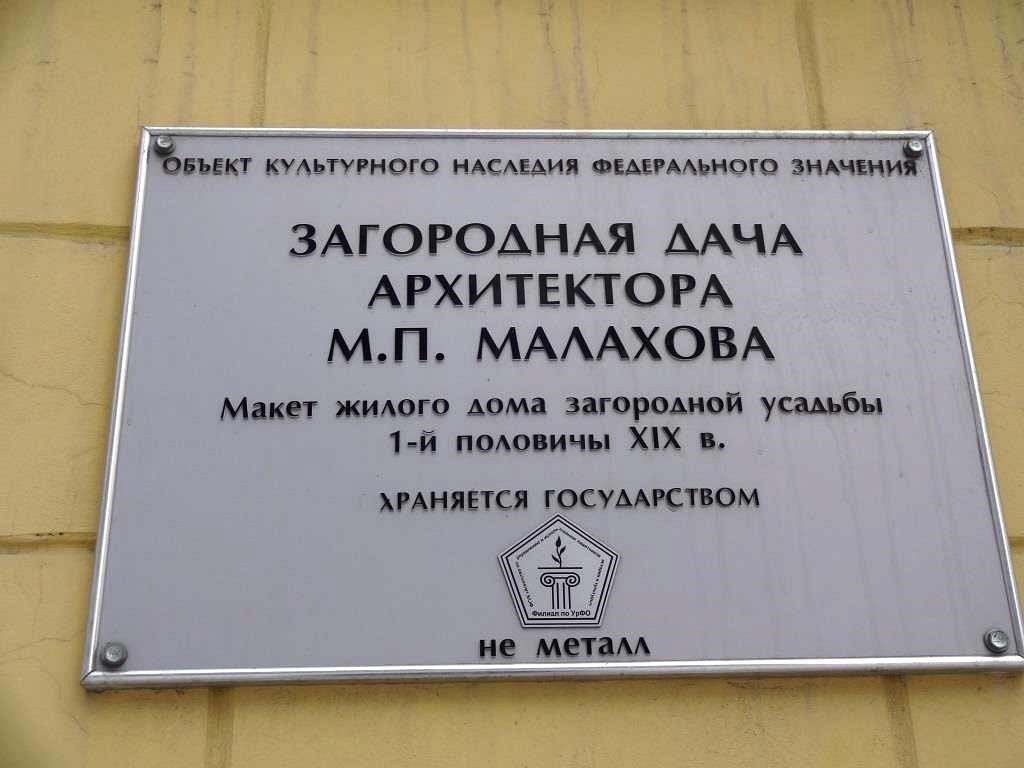 ОБЪЕКТ КУЛЬТУРНОГО НАСЛЕДИЯ ФЕДЕРАЛЬНОГО ЗНАЧЕНИЯ
ЗАГОРОДНАЯ ДАЧА
АРХИТЕКТОРА
М.П. МАЛАХОВА
Макет жилого дома загородной усадьбы
1-й половичы XIX в.
ХРАНЯЕТСЯ ГОСУДАРСТВОМ
Филиал по УрФО
не металл